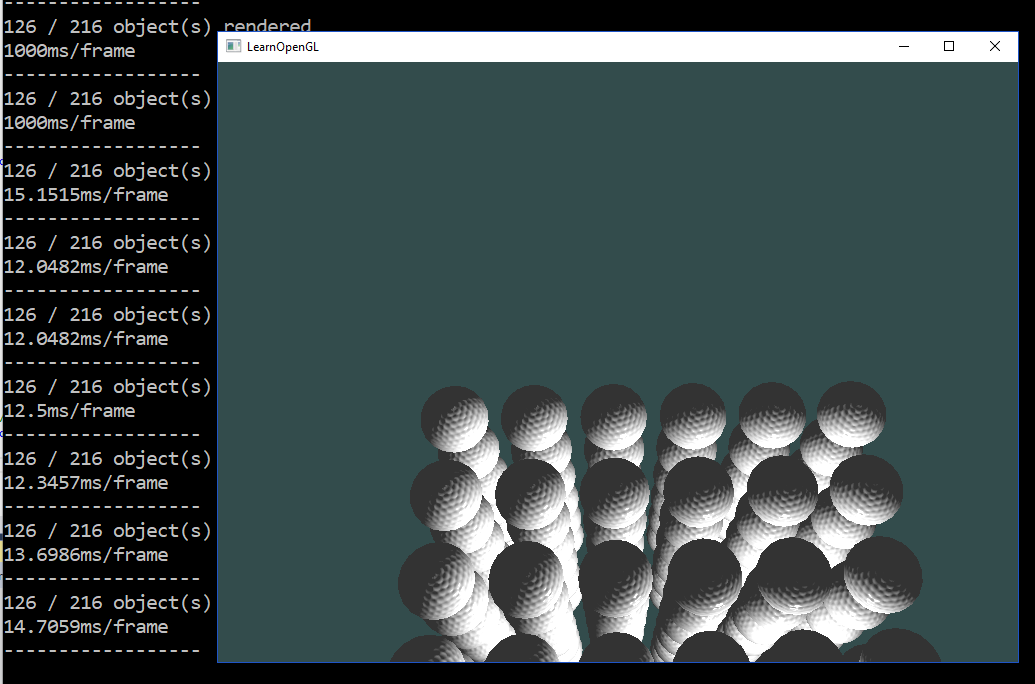 -------------------
126 / 216 object(s) rendered
1000ms/frame
-------------------
126 / 216 object(s)
1000ms/frame
-------------------
126 / 216 object(s)
15.1515ms/frame
-------------------
126 / 216 object(s)
12.0482ms/frame
-------------------
126 / 216 object(s)
12.0482ms/frame
-------------------
126 / 216 object(s)
12.5ms/frame
-------------------
126 / 216 object(s)
12.3457ms/frame
-------------------
126 / 216 object(s)
13.6986ms/frame
-------------------
126 / 216 object(s)
14.7059ms/frame
-------------------
LearnOpenGL